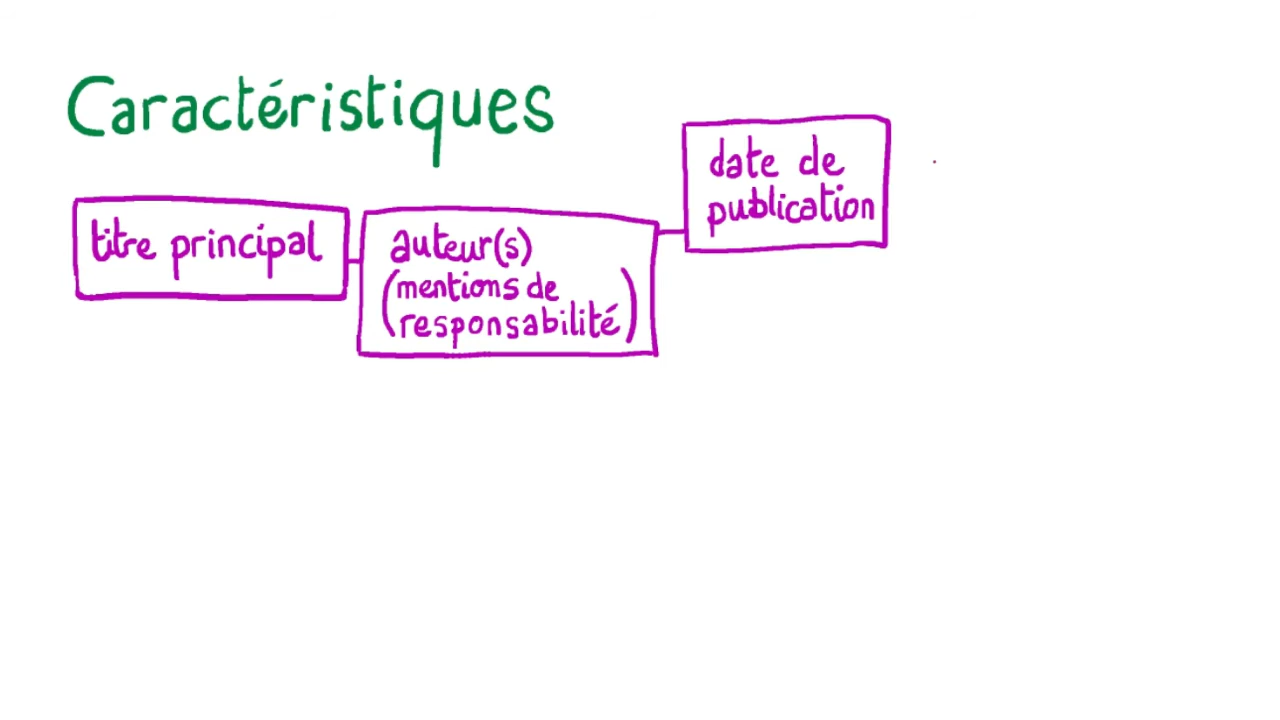 Caractéristiques
titre principal
auteur(s)
(mentions de
responsabilité)
date de
publication